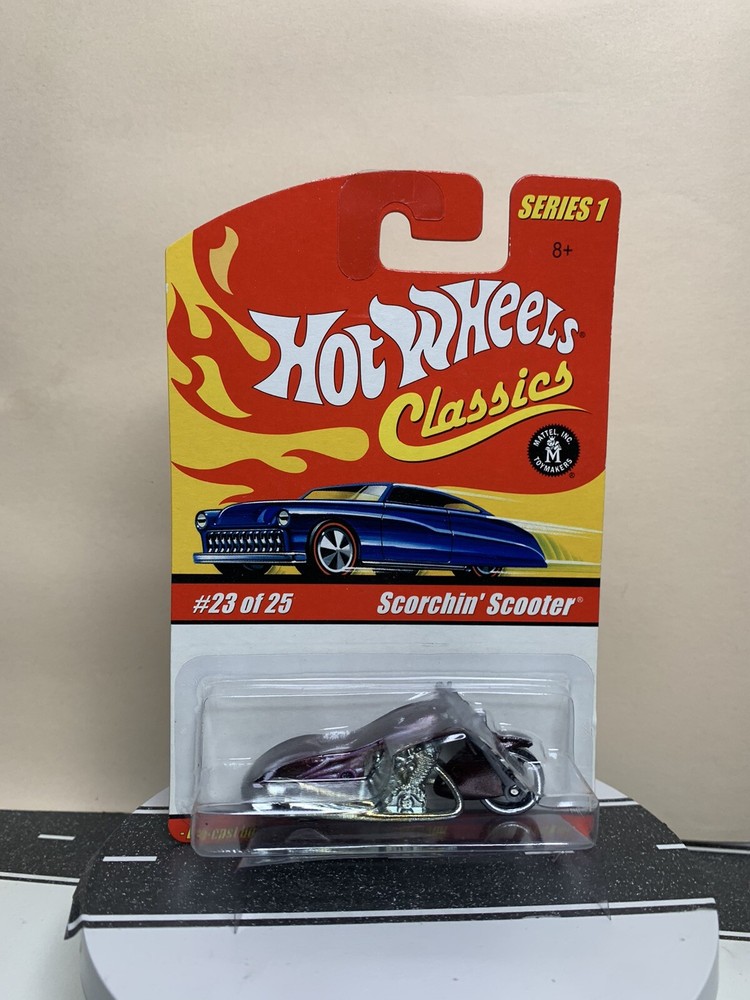 SERIES 1
8+
HOT WHEELS®
Classics
MATTEL, INC.
M
TOYMAKERS
®
#23 of 25
Scorchin' Scooter®